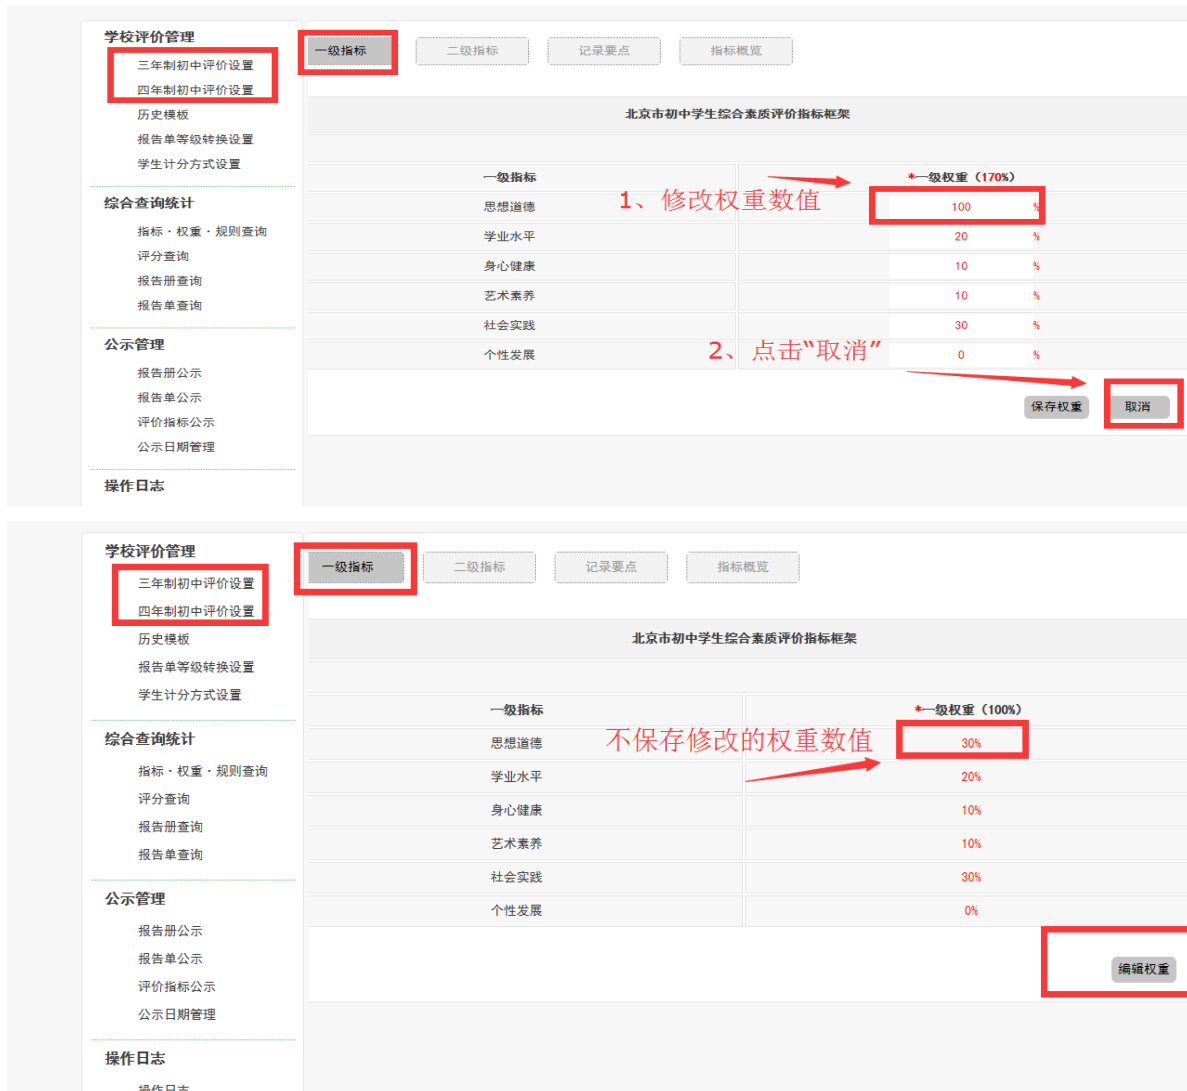 学校评价管理
三年制初中评价设置
四年制初中评价设置
历史模板
报告单等级转换设置
学生计分方式设置
综合查询统计
指标・权重・规则查询
评分查询
报告册查询
报告单查询
公示管理
报告册公示
报告单公示
评价指标公示
公示日期管理
操作日志
一级指标 二级指标 记录要点 指标概览
北京市初中学生综合素质评价指标框架
一级指标 *一级权重（170%）
1、修改权重数值
思想道德 100 %
学业水平 20 %
身心健康 10 %
艺术素养 10 %
社会实践 30 %
2、点击“取消”
个性发展 0 %
保存权重 取消
学校评价管理
三年制初中评价设置
四年制初中评价设置
历史模板
报告单等级转换设置
学生计分方式设置
综合查询统计
指标・权重・规则查询
评分查询
报告册查询
报告单查询
公示管理
报告册公示
报告单公示
评价指标公示
公示日期管理
操作日志
操作日志
一级指标 二级指标 记录要点 指标概览
北京市初中学生综合素质评价指标框架
一级指标 *一级权重（100%）
不保存修改的权重数值
思想道德 30%
学业水平 20%
身心健康 10%
艺术素养 10%
社会实践 30%
个性发展 0%
编辑权重